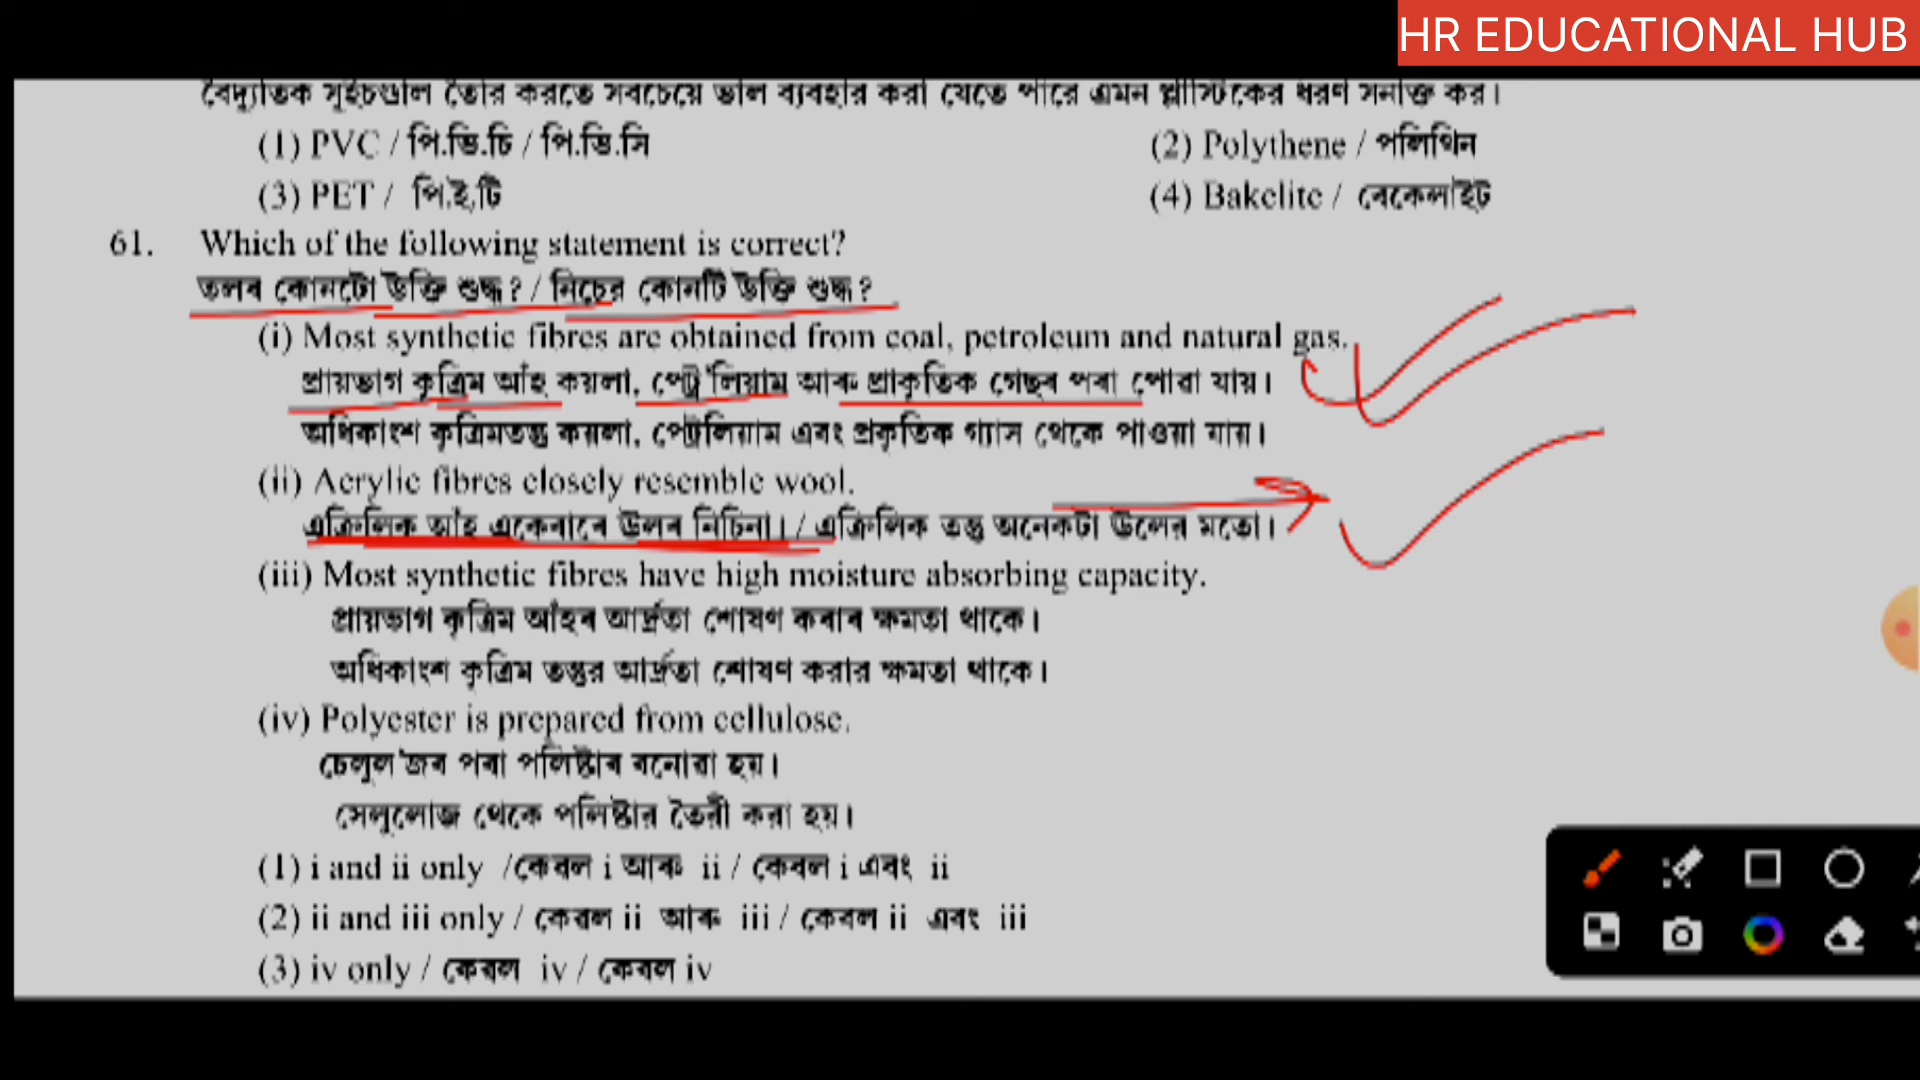 HR EDUCATIONAL HUB
বৈদ্যুতিক সুইচগুলি তৈরি করতে সবচেয়ে ভাল ব্যবহার করা যেতে পারে এমন প্লাস্টিকের ধরণ সনাক্ত কর।
(1) PVC / পি.ভি.চি / পি.ভি.সি
(2) Polythene / পলিথিন
(3) PET / পি.ই.টি
(4) Bakelite / বেকেলাইট
61. Which of the following statement is correct?
তলৰ কোনটো উক্তি শুদ্ধ? / নিচের কোনটি উক্তি শুদ্ধ?
(i) Most synthetic fibres are obtained from coal, petroleum and natural gas.
প্ৰায়ভাগ কৃত্ৰিম আঁহ কয়লা, পেট্ৰ'লিয়াম আৰু প্ৰাকৃতিক গেছৰ পৰা পোৱা যায়।
অধিকাংশ কৃত্রিমতন্তু কয়লা, পেট্রলিয়াম এবং প্রকৃতিক গ্যাস থেকে পাওয়া যায়।
(ii) Acrylic fibres closely resemble wool.
এক্ৰিলিক আঁহ একেবাৰে উলৰ নিচিনা। / এক্রিলিক তন্তু অনেকটা উলের মতো।
(iii) Most synthetic fibres have high moisture absorbing capacity.
প্ৰায়ভাগ কৃত্ৰিম আঁহৰ আৰ্দ্ৰতা শোষণ কৰাৰ ক্ষমতা থাকে।
অধিকাংশ কৃত্রিম তন্তুর আর্দ্রতা শোষণ করার ক্ষমতা থাকে।
(iv) Polyester is prepared from cellulose.
চেলুল'জৰ পৰা পলিষ্টাৰ বনোৱা হয়।
সেলুলোজ থেকে পলিষ্টার তৈরী করা হয়।
(1) i and ii only /কেৱল i আৰু ii / কেবল i এবং ii
(2) ii and iii only / কেৱল ii আৰু iii / কেবল ii এবং iii
(3) iv only / কেৱল iv / কেবল iv